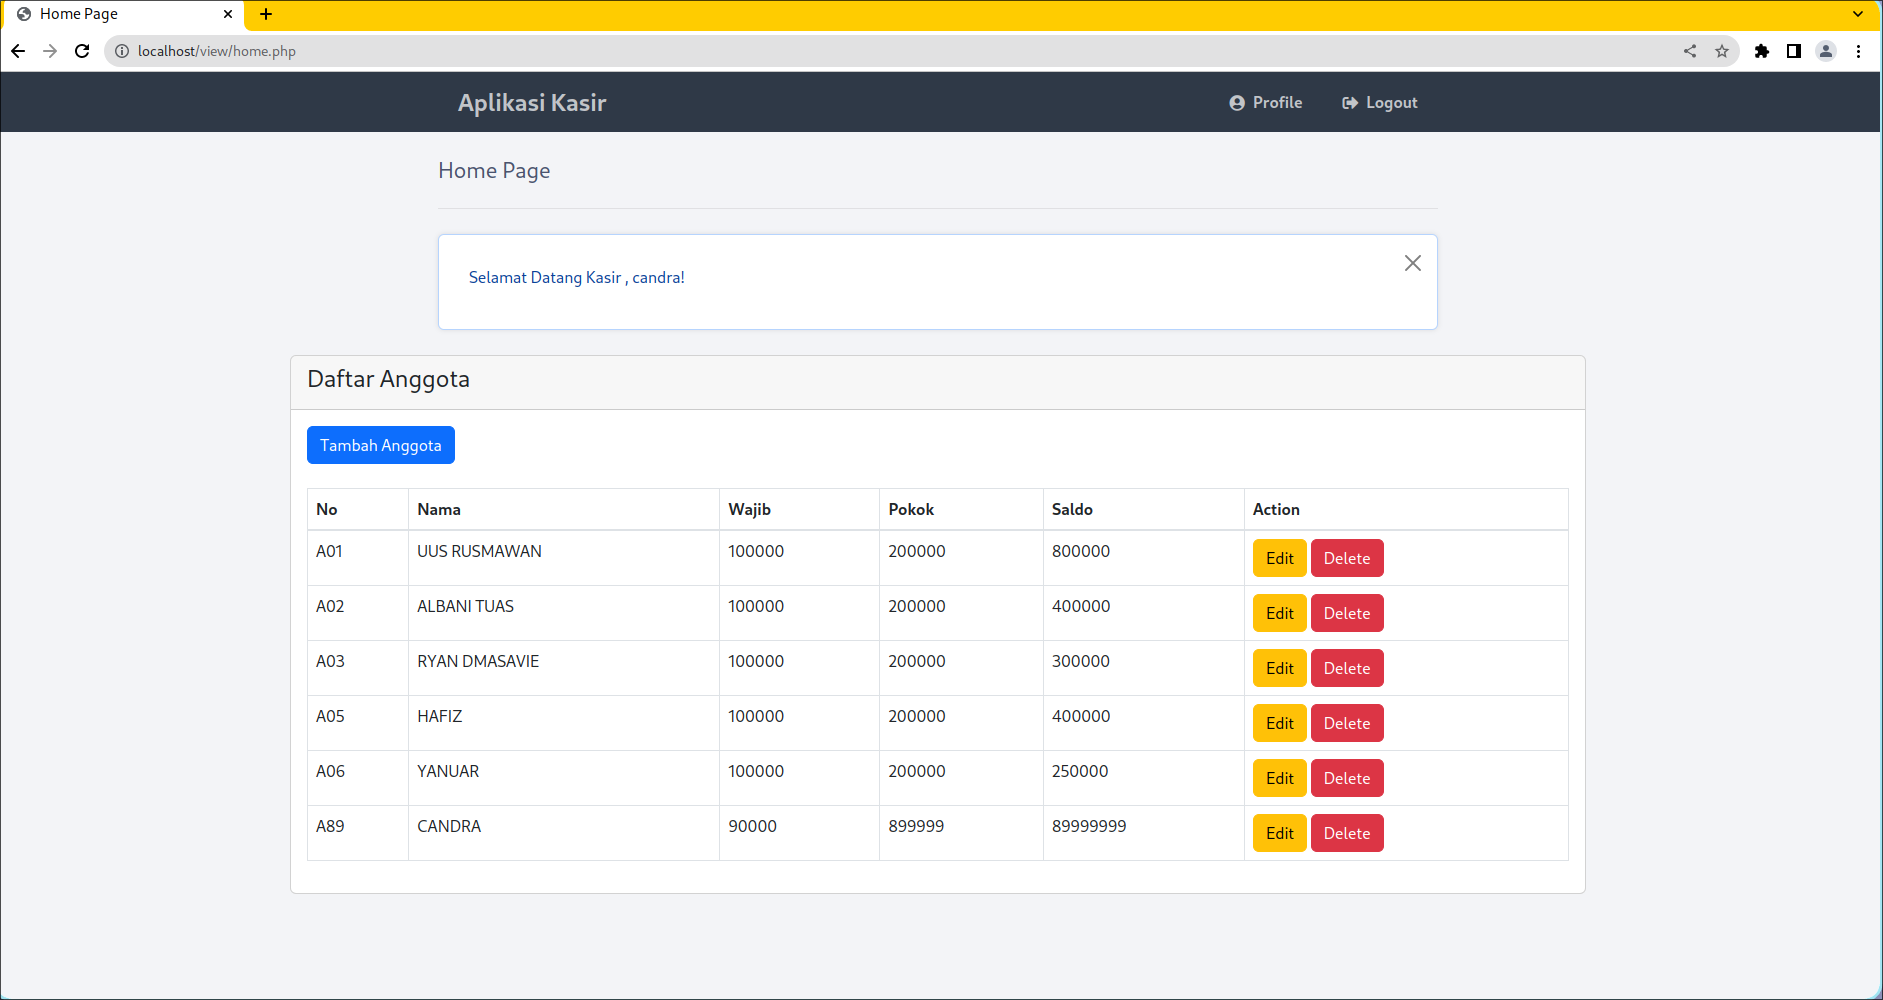 Home Page
localhost/view/home.php
Aplikasi Kasir Profile Logout
Home Page
Selamat Datang Kasir , candra!
Daftar Anggota
Tambah Anggota
No Nama Wajib Pokok Saldo Action
A01 UUS RUSMAWAN 100000 200000 800000 Edit Delete
A02 ALBANI TUAS 100000 200000 400000 Edit Delete
A03 RYAN DMASAVIE 100000 200000 300000 Edit Delete
A05 HAFIZ 100000 200000 400000 Edit Delete
A06 YANUAR 100000 200000 250000 Edit Delete
A89 CANDRA 90000 899999 89999999 Edit Delete